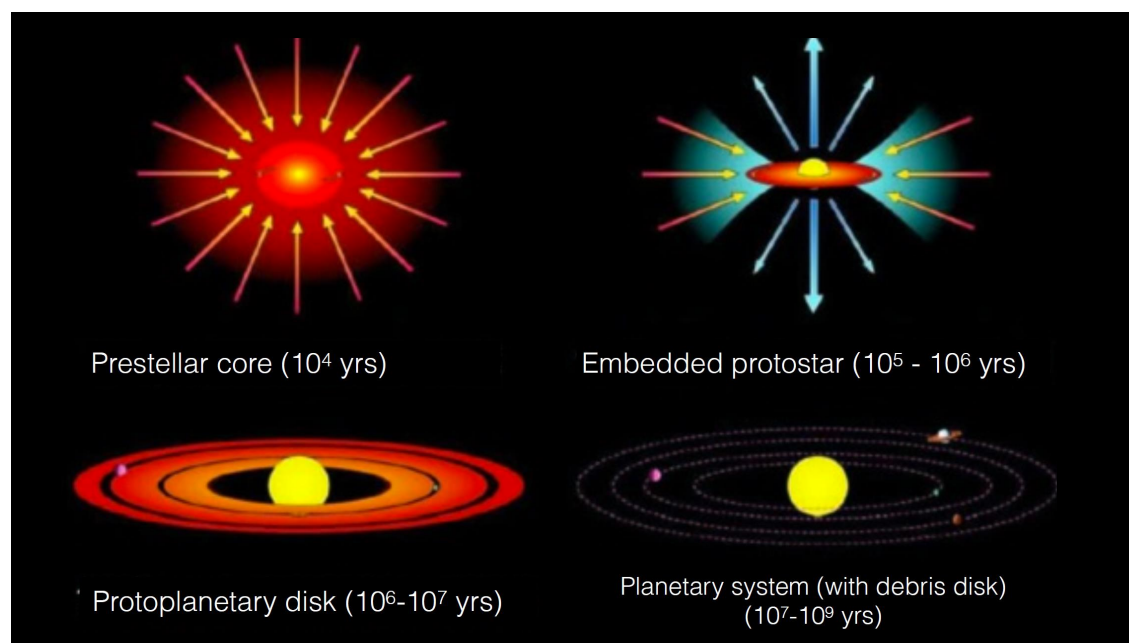 Prestellar core (10⁴ yrs)
Embedded protostar (10⁵ - 10⁶ yrs)
Protoplanetary disk (10⁶-10⁷ yrs)
Planetary system (with debris disk)
(10⁷-10⁹ yrs)